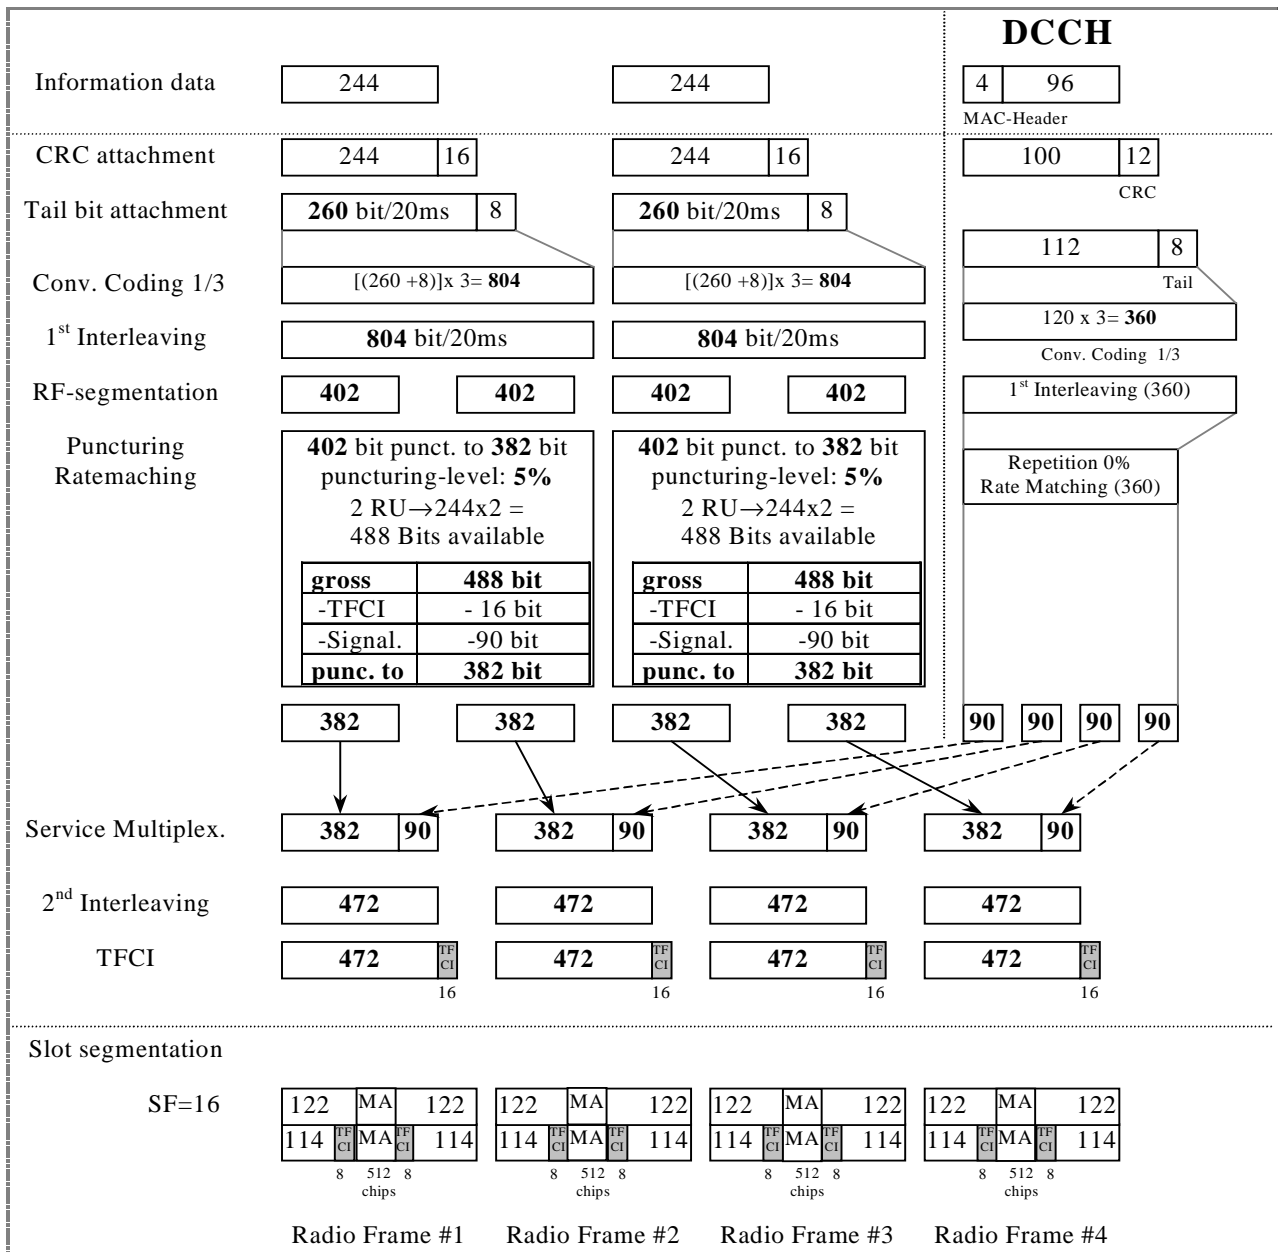 DCCH
Information data 244 244 4 96
MAC-Header
CRC attachment 244 16 244 16 100 12
CRC
Tail bit attachment 260 bit/20ms 8 260 bit/20ms 8
112 8
Tail
Conv. Coding 1/3 [(260 +8)]x 3= 804 [(260 +8)]x 3= 804
120 x 3= 360
Conv. Coding 1/3
1st Interleaving 804 bit/20ms 804 bit/20ms
RF-segmentation 402 402 402 402 1st Interleaving (360)
Puncturing 402 bit punct. to 382 bit 402 bit punct. to 382 bit
Ratemaching puncturing-level: 5% puncturing-level: 5%
Repetition 0%
Rate Matching (360)
2 RU→244x2 = 2 RU→244x2 =
488 Bits available 488 Bits available
gross 488 bit gross 488 bit
-TFCI - 16 bit -TFCI - 16 bit
-Signal. -90 bit -Signal. -90 bit
punc. to 382 bit punc. to 382 bit
382 382 382 382 90 90 90 90
Service Multiplex. 382 90 382 90 382 90 382 90
2nd Interleaving 472 472 472 472
TFCI 472 TF CI 472 TF CI 472 TF CI 472 TF CI
16 16 16 16
Slot segmentation
SF=16 122 MA 122 122 MA 122 122 MA 122 122 MA 122
114 TF CI MA TF CI 114 114 TF CI MA TF CI 114 114 TF CI MA TF CI 114 114 TF CI MA TF CI 114
8 512 8 8 512 8 8 512 8 8 512 8
chips chips chips chips
Radio Frame #1 Radio Frame #2 Radio Frame #3 Radio Frame #4